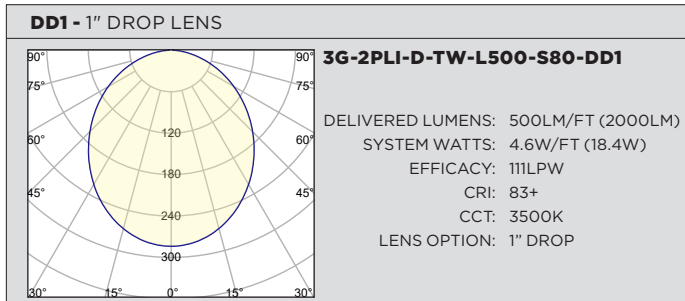 DD1 - 1" DROP LENS
90° 90°
75° 75°
60° 60°
45° 45°
120
180
240
300
30° 15° 0° 15° 30°
3G-2PLI-D-TW-L500-S80-DD1
DELIVERED LUMENS: 500LM/FT (2000LM)
SYSTEM WATTS: 4.6W/FT (18.4W)
EFFICACY: 111LPW
CRI: 83+
CCT: 3500K
LENS OPTION: 1” DROP